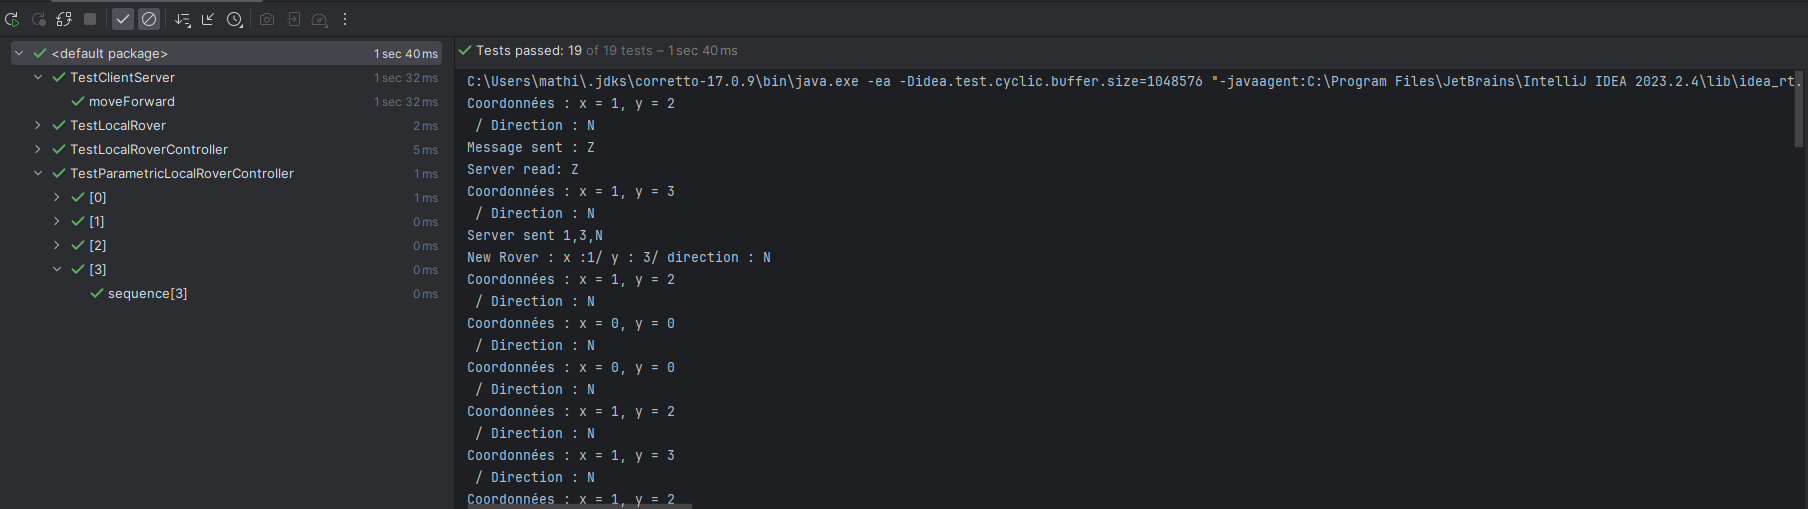 <default package> 1 sec 40 ms
TestClientServer 1 sec 32 ms
moveForward 1 sec 32 ms
TestLocalRover 2 ms
TestLocalRoverController 5 ms
TestParametricLocalRoverController 1 ms
[0] 1 ms
[1] 0 ms
[2] 0 ms
[3] 0 ms
sequence[3] 0 ms
Tests passed: 19 of 19 tests – 1 sec 40 ms
C:\Users\mathi\.jdks\corretto-17.0.9\bin\java.exe -ea -Didea.test.cyclic.buffer.size=1048576 "-javaagent:C:\Program Files\JetBrains\IntelliJ IDEA 2023.2.4\lib\idea_rt.
Coordonnées : x = 1, y = 2
/ Direction : N
Message sent : Z
Server read: Z
Coordonnées : x = 1, y = 3
/ Direction : N
Server sent 1,3,N
New Rover : x :1/ y : 3/ direction : N
Coordonnées : x = 1, y = 2
/ Direction : N
Coordonnées : x = 0, y = 0
/ Direction : N
Coordonnées : x = 0, y = 0
/ Direction : N
Coordonnées : x = 1, y = 2
/ Direction : N
Coordonnées : x = 1, y = 3
/ Direction : N
Coordonnées : x = 1, y = 2